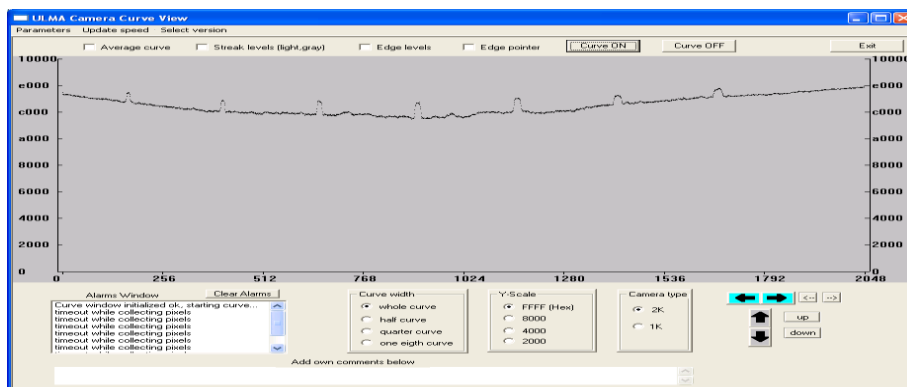 ULMA Camera Curve View
Parameters Update speed Select version
Average curve Streak levels (light,gray) Edge levels Edge pointer Curve ON Curve OFF Exit
10000 10000
e000 e000
c000 c000
a000 a000
8000 8000
6000 6000
4000 4000
2000 2000
0 0
0 256 512 768 1024 1280 1536 1792 2048
Alarms Window Clear Alarms
Curve window initialized ok, starting curve...
timeout while collecting pixels
timeout while collecting pixels
timeout while collecting pixels
timeout while collecting pixels
timeout while collecting pixels
Curve width
whole curve
half curve
quarter curve
one eigth curve
Y-Scale
FFFF (Hex)
8000
4000
2000
Camera type
2K
1K
<-- -->
up
down
Add own comments below